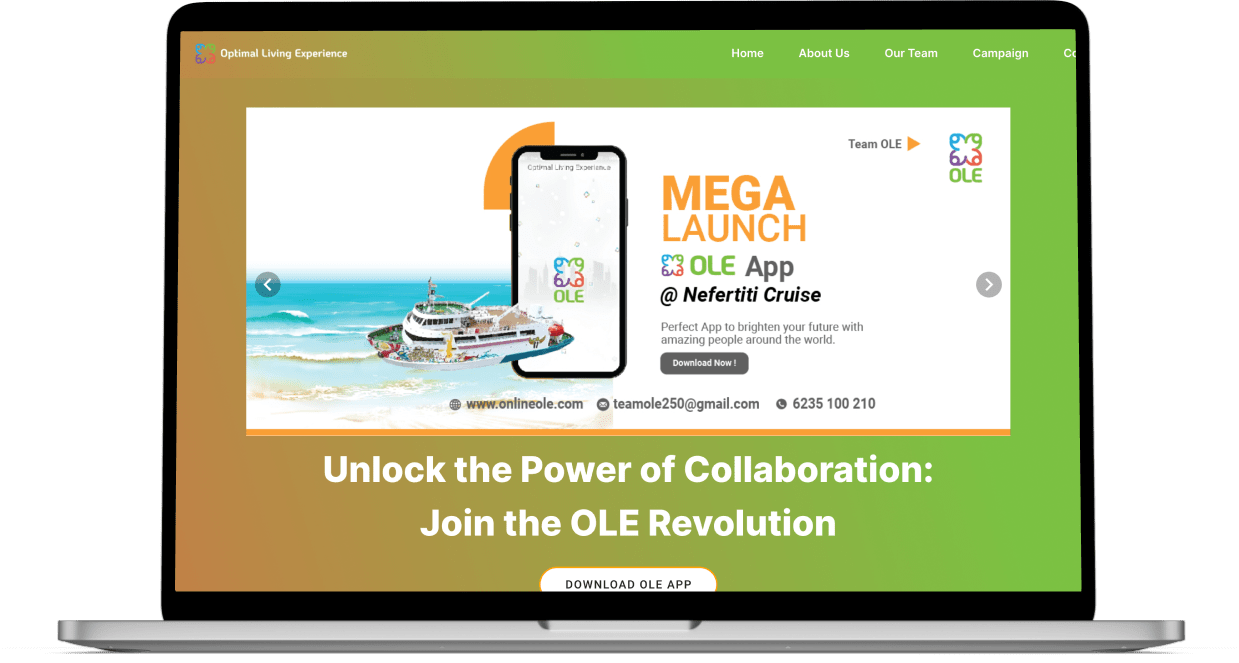 Optimal Living Experience
Home
About Us
Our Team
Campaign
Team OLE
OLE
Optimal Living Experience
OLE
MEGA
LAUNCH
OLE App
@ Nefertiti Cruise
Perfect App to brighten your future with
amazing people around the world.
Download Now !
www.onlineole.com
teamole250@gmail.com
6235 100 210
Unlock the Power of Collaboration:
Join the OLE Revolution
DOWNLOAD OLE APP